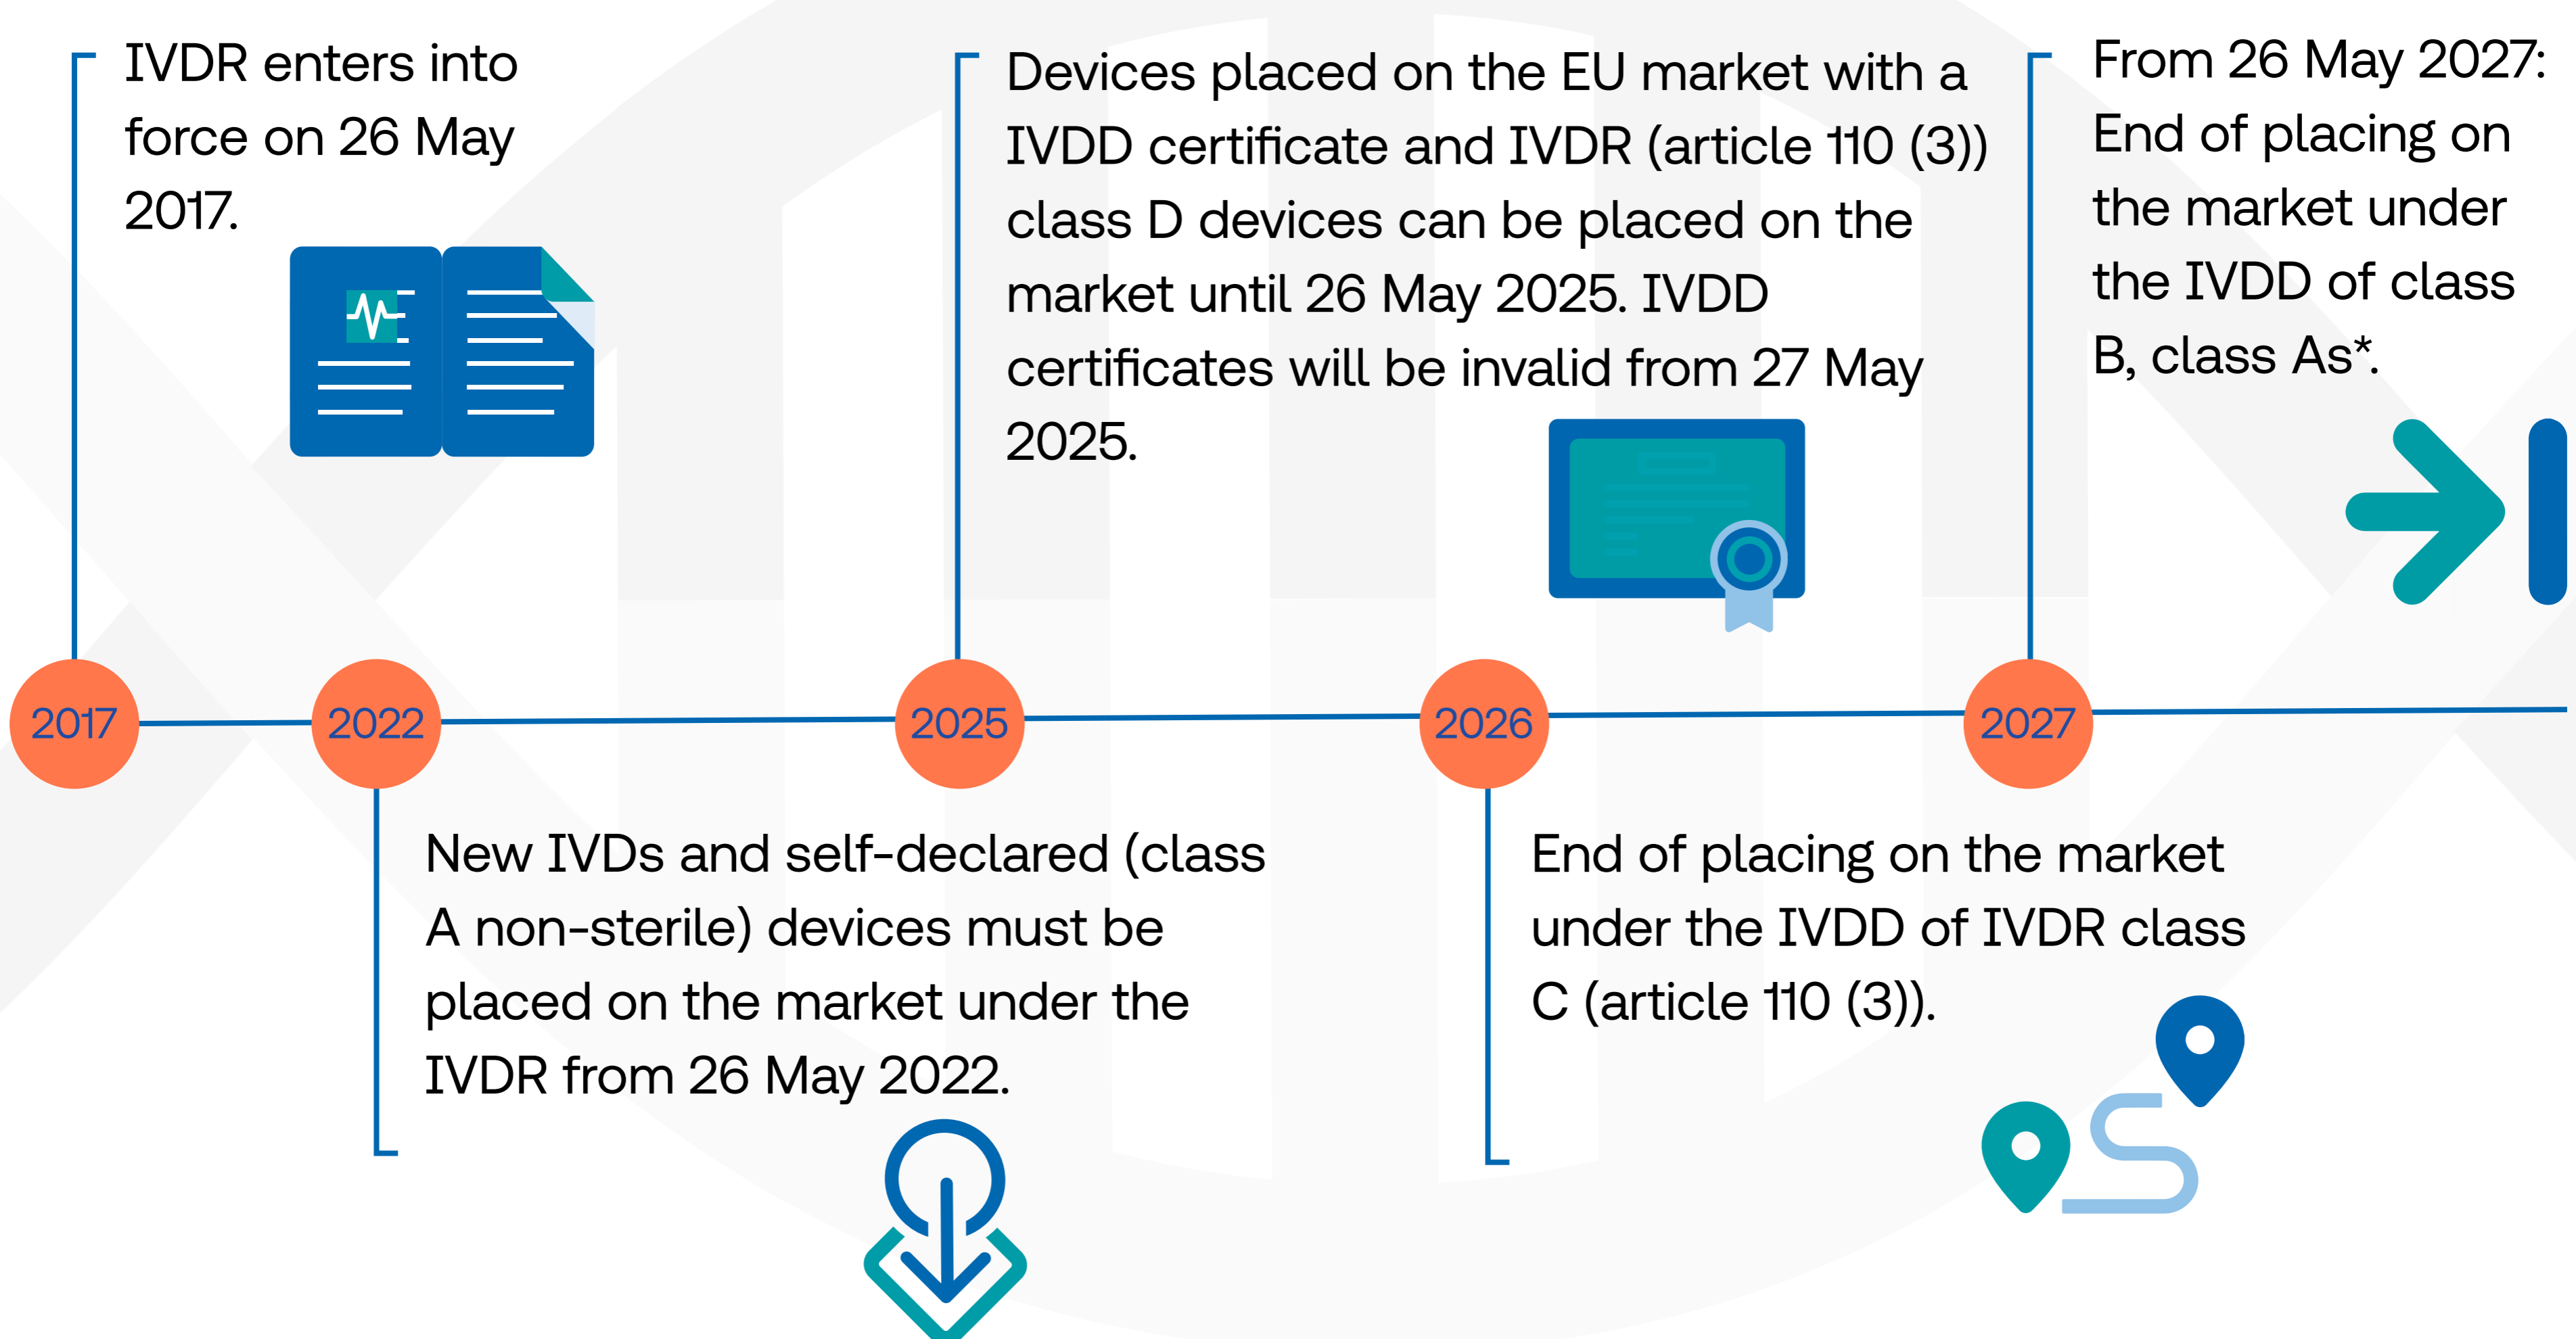 IVDR enters into
force on 26 May
2017.
Devices placed on the EU market with a
IVDD certificate and IVDR (article 110 (3))
class D devices can be placed on the
market until 26 May 2025. IVDD
certificates will be invalid from 27 May
2025.
From 26 May 2027:
End of placing on
the market under
the IVDD of class
B, class As*.
2017
2022
2025
2026
2027
New IVDs and self-declared (class
A non-sterile) devices must be
placed on the market under the
IVDR from 26 May 2022.
End of placing on the market
under the IVDD of IVDR class
C (article 110 (3)).